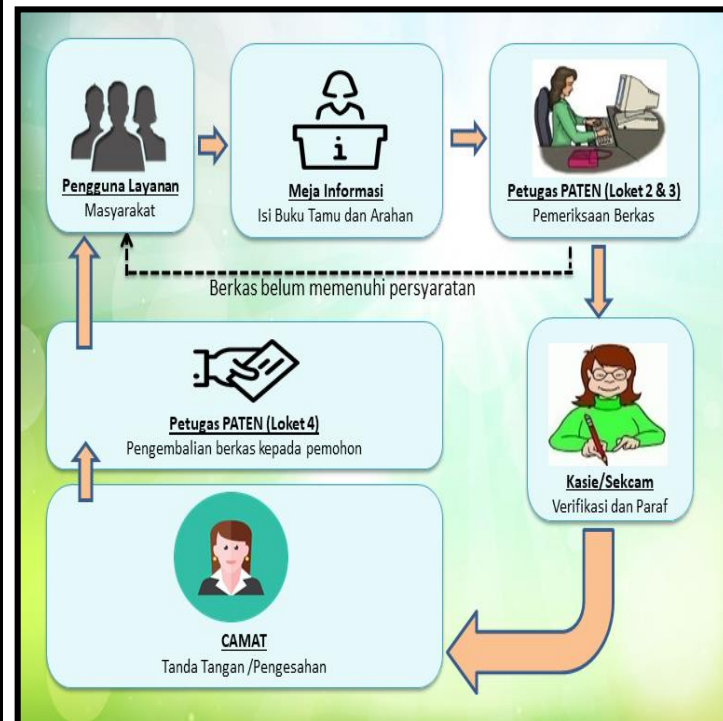 Pengguna Layanan
Masyarakat
i
Meja Informasi
Isi Buku Tamu dan Arahan
Petugas PATEN (Loket 2 & 3)
Pemeriksaan Berkas
Berkas belum memenuhi persyaratan
Kasie/Sekcam
Verifikasi dan Paraf
CAMAT
Tanda Tangan /Pengesahan
Petugas PATEN (Loket 4)
Pengembalian berkas kepada pemohon